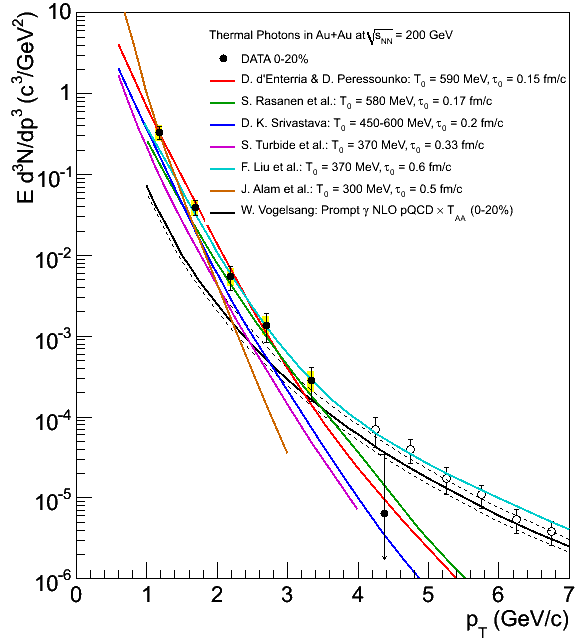 Thermal Photons in Au+Au at √s_NN = 200 GeV
DATA 0-20%
D. d'Enterria & D. Peressounko: T₀ = 590 MeV, τ₀ = 0.15 fm/c
S. Rasanen et al.: T₀ = 580 MeV, τ₀ = 0.17 fm/c
D. K. Srivastava: T₀ = 450-600 MeV, τ₀ = 0.2 fm/c
S. Turbide et al.: T₀ = 370 MeV, τ₀ = 0.33 fm/c
F. Liu et al.: T₀ = 370 MeV, τ₀ = 0.6 fm/c
J. Alam et al.: T₀ = 300 MeV, τ₀ = 0.5 fm/c
W. Vogelsang: Prompt γ NLO pQCD × T_AA (0-20%)
E d³N/dp³ (c³/GeV²)
10
1
10⁻¹
10⁻²
10⁻³
10⁻⁴
10⁻⁵
10⁻⁶
0 1 2 3 4 5 6 7
p_T (GeV/c)